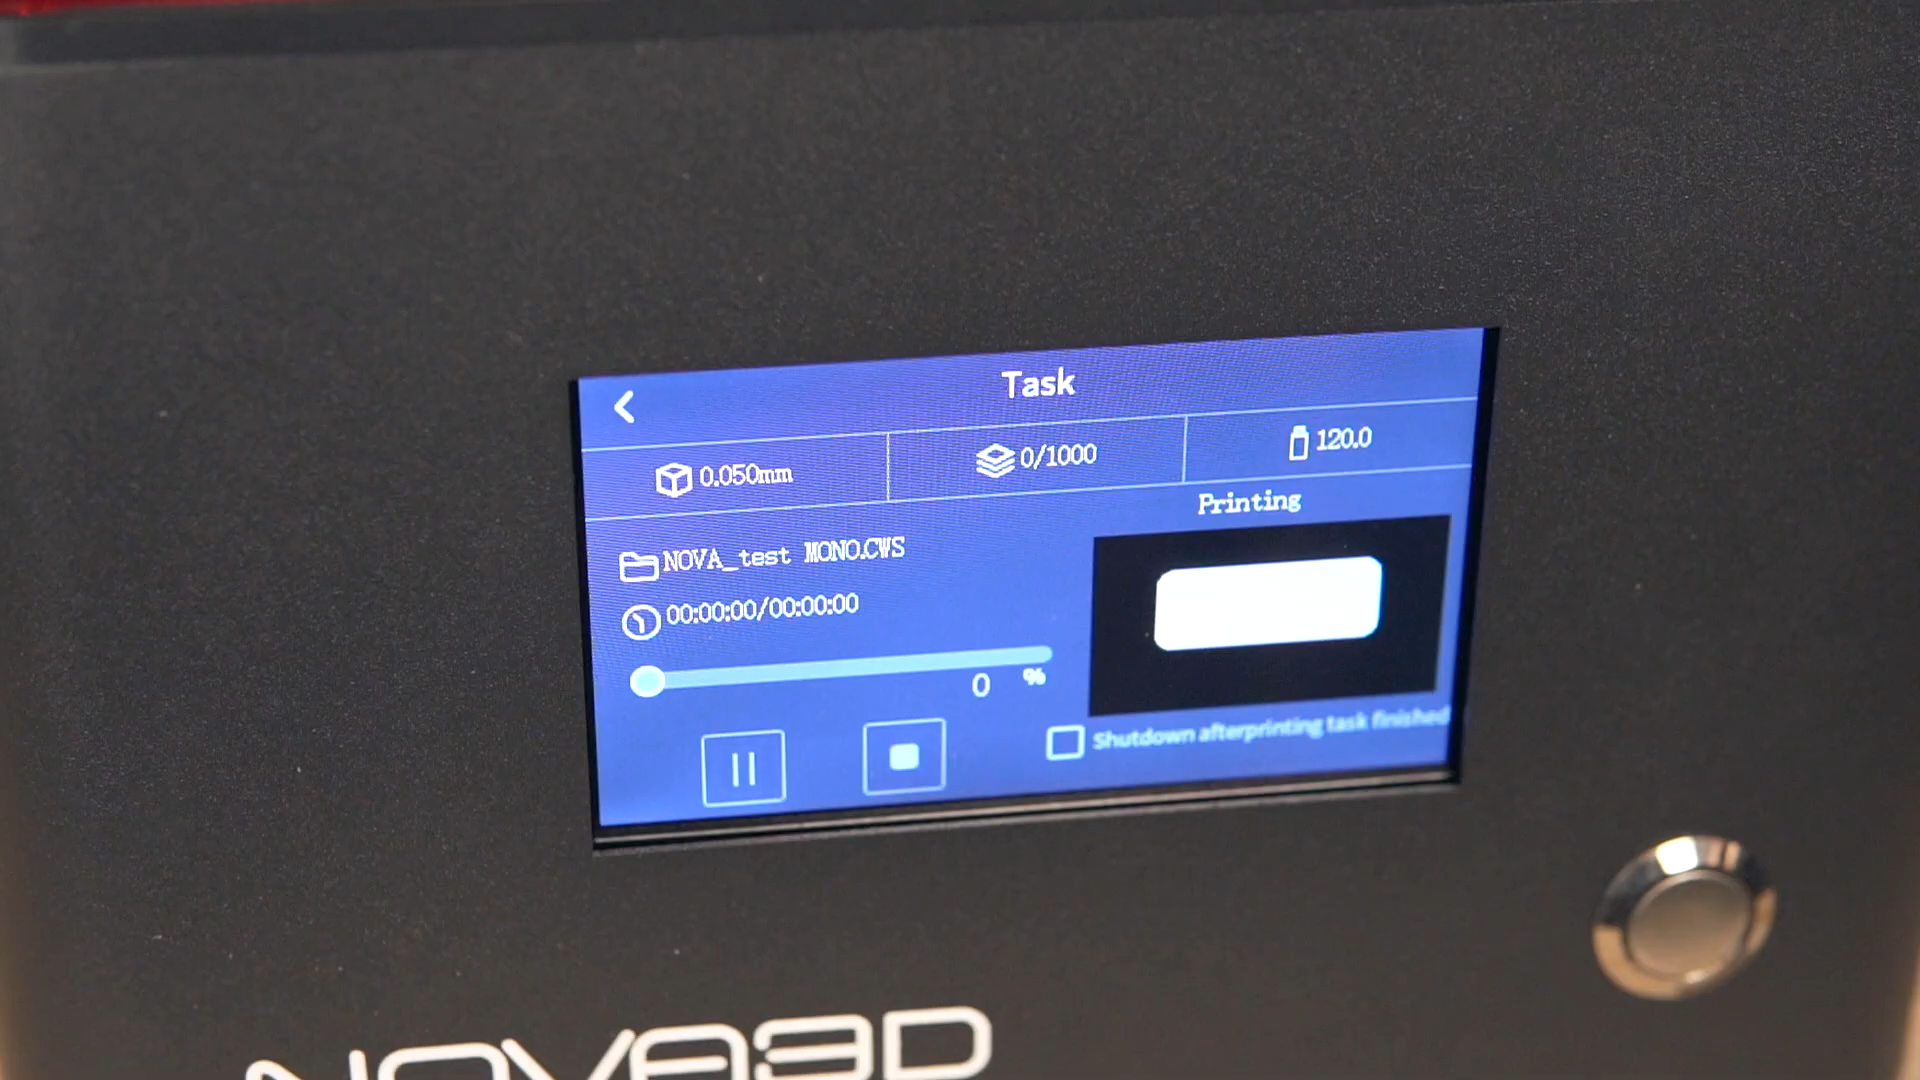 Task
0.050mm
0/1000
120.0
Printing
NOVA_test MONO.CWS
00:00:00/00:00:00
0 %
Shutdown afterprinting task finished
NOVA3D